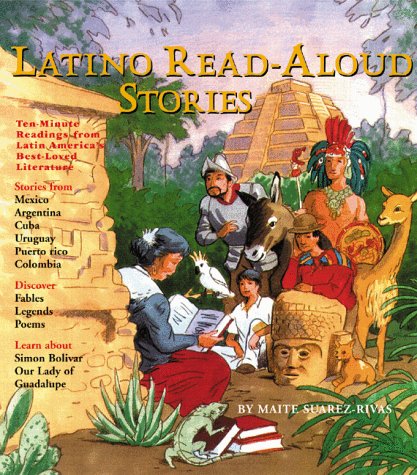 LATINO READ-ALOUD
STORIES
Ten-Minute
Readings from
Latin America's
Best-Loved
Literature
Stories from
Mexico
Argentina
Cuba
Uruguay
Puerto rico
Colombia
Discover
Fables
Legends
Poems
Learn about
Simon Bolivar
Our Lady of
Guadalupe
BY MAITE SUAREZ-RIVAS